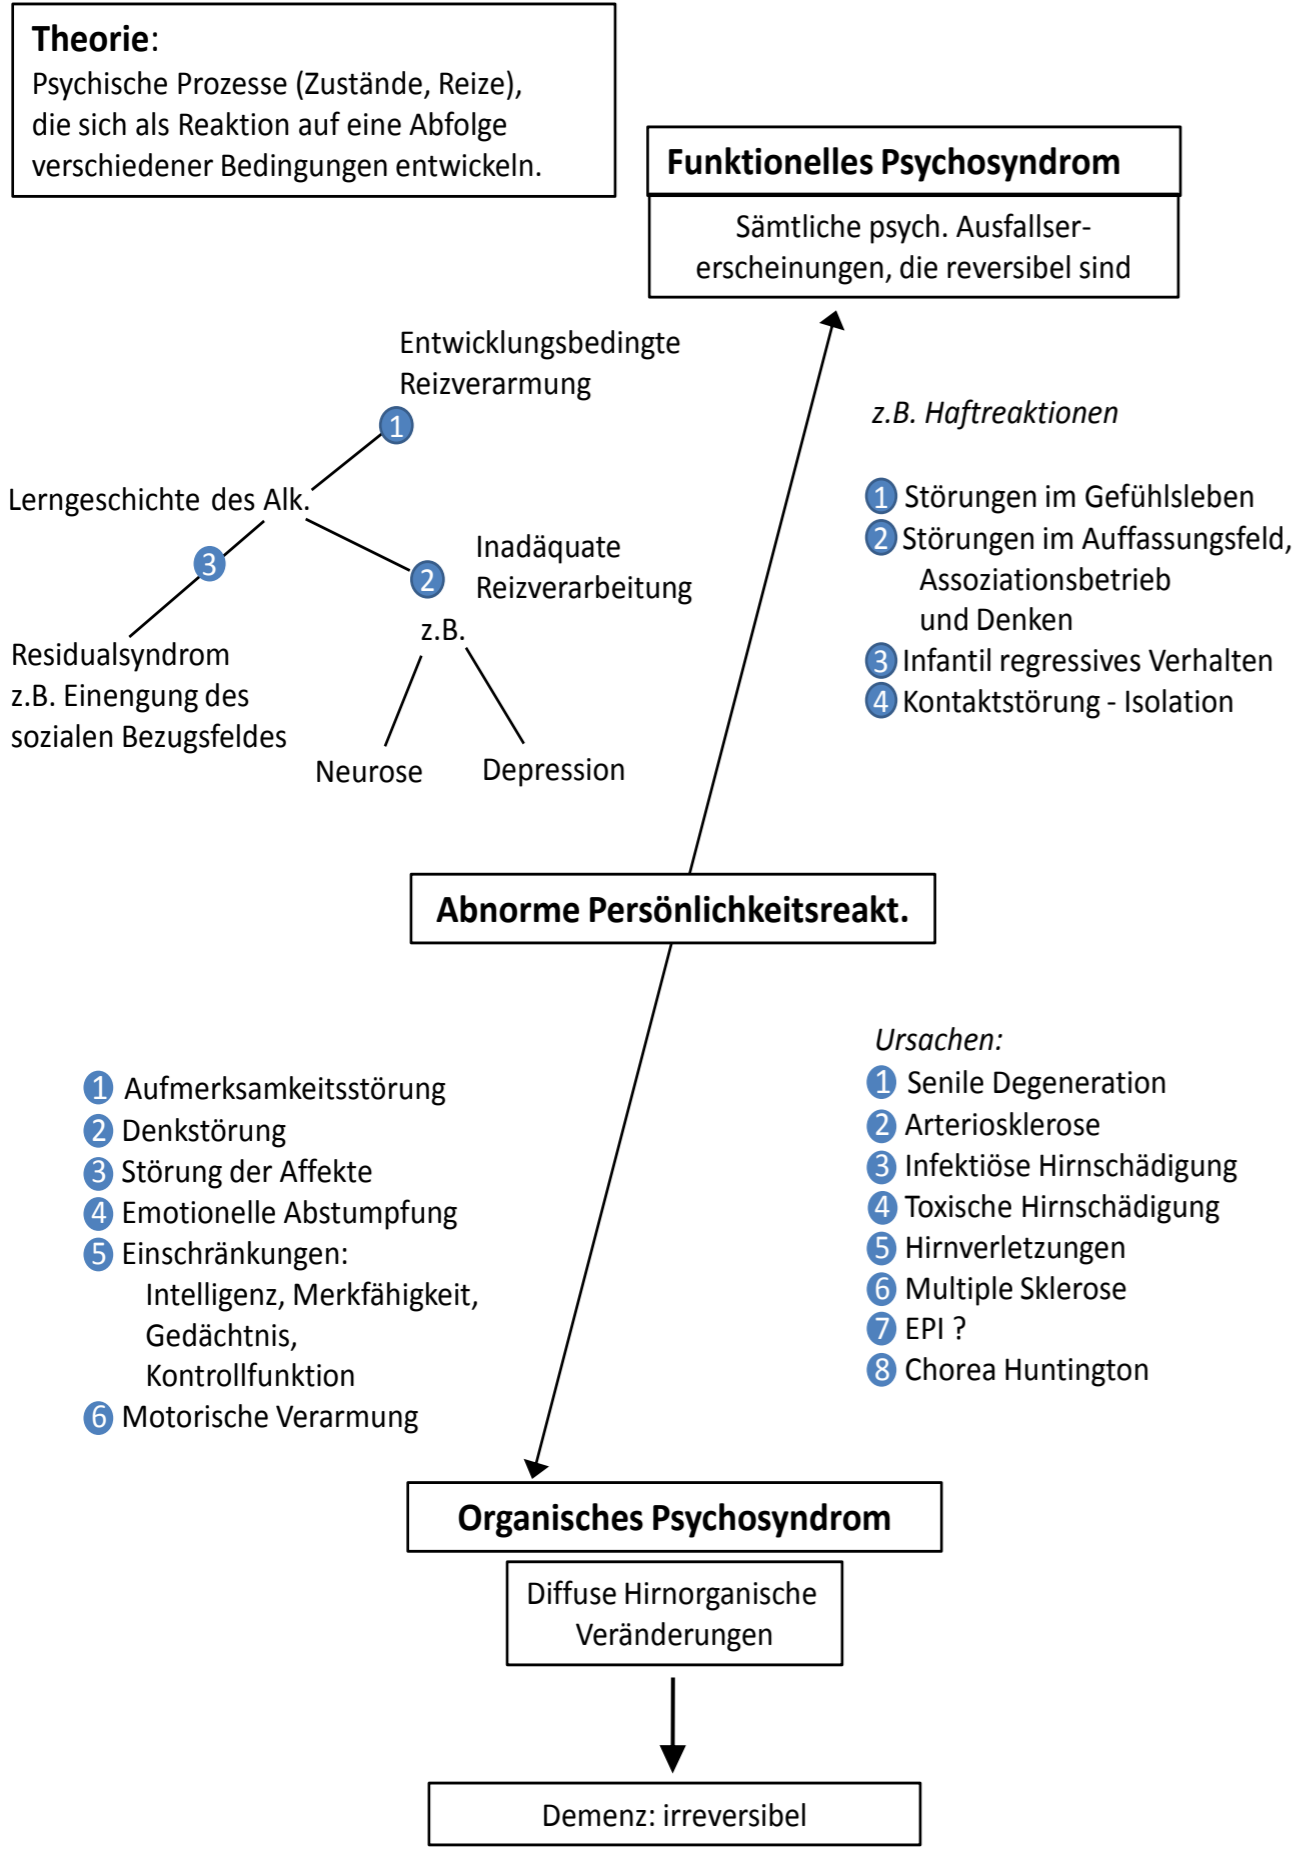 Theorie:
Psychische Prozesse (Zustände, Reize),
die sich als Reaktion auf eine Abfolge
verschiedener Bedingungen entwickeln.
Funktionelles Psychosyndrom
Sämtliche psych. Ausfallser-
erscheinungen, die reversibel sind
Entwicklungsbedingte
Reizverarmung
1
Lerngeschichte des Alk.
3
Inadäquate
2
Reizverarbeitung
z.B.
Residualsyndrom
z.B. Einengung des
sozialen Bezugsfeldes
Neurose
Depression
z.B. Haftreaktionen
1 Störungen im Gefühlsleben
2 Störungen im Auffassungsfeld,
Assoziationsbetrieb
und Denken
3 Infantil regressives Verhalten
4 Kontaktstörung - Isolation
Abnorme Persönlichkeitsreakt.
1 Aufmerksamkeitsstörung
2 Denkstörung
3 Störung der Affekte
4 Emotionelle Abstumpfung
5 Einschränkungen:
Intelligenz, Merkfähigkeit,
Gedächtnis,
Kontrollfunktion
6 Motorische Verarmung
Ursachen:
1 Senile Degeneration
2 Arteriosklerose
3 Infektiöse Hirnschädigung
4 Toxische Hirnschädigung
5 Hirnverletzungen
6 Multiple Sklerose
7 EPI ?
8 Chorea Huntington
Organisches Psychosyndrom
Diffuse Hirnorganische
Veränderungen
Demenz: irreversibel